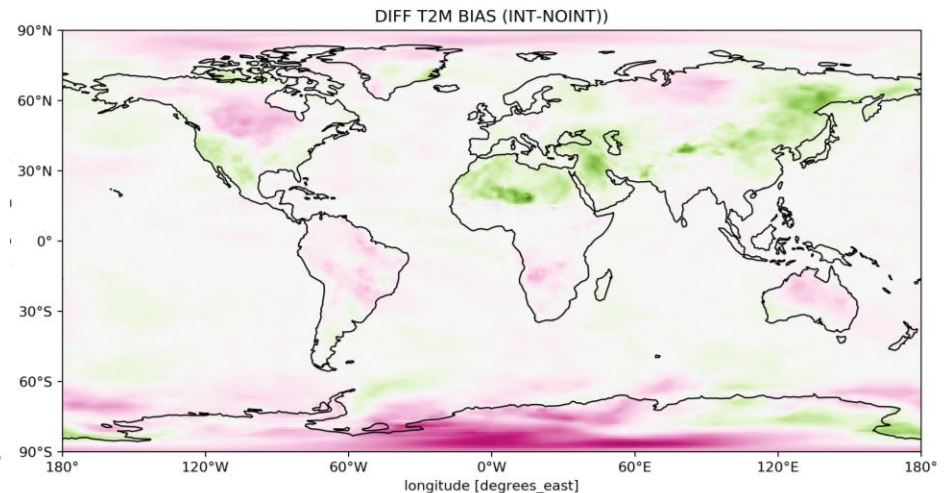 DIFF T2M BIAS (INT-NOINT))
90°N
60°N
30°N
0°
30°S
60°S
90°S
180° 120°W 60°W 0°W 60°E 120°E 180°
longitude [degrees_east]